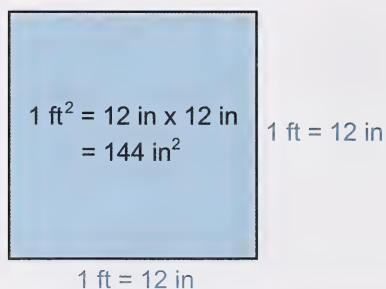 1 ft² = 12 in x 12 in
= 144 in²
1 ft = 12 in
1 ft = 12 in